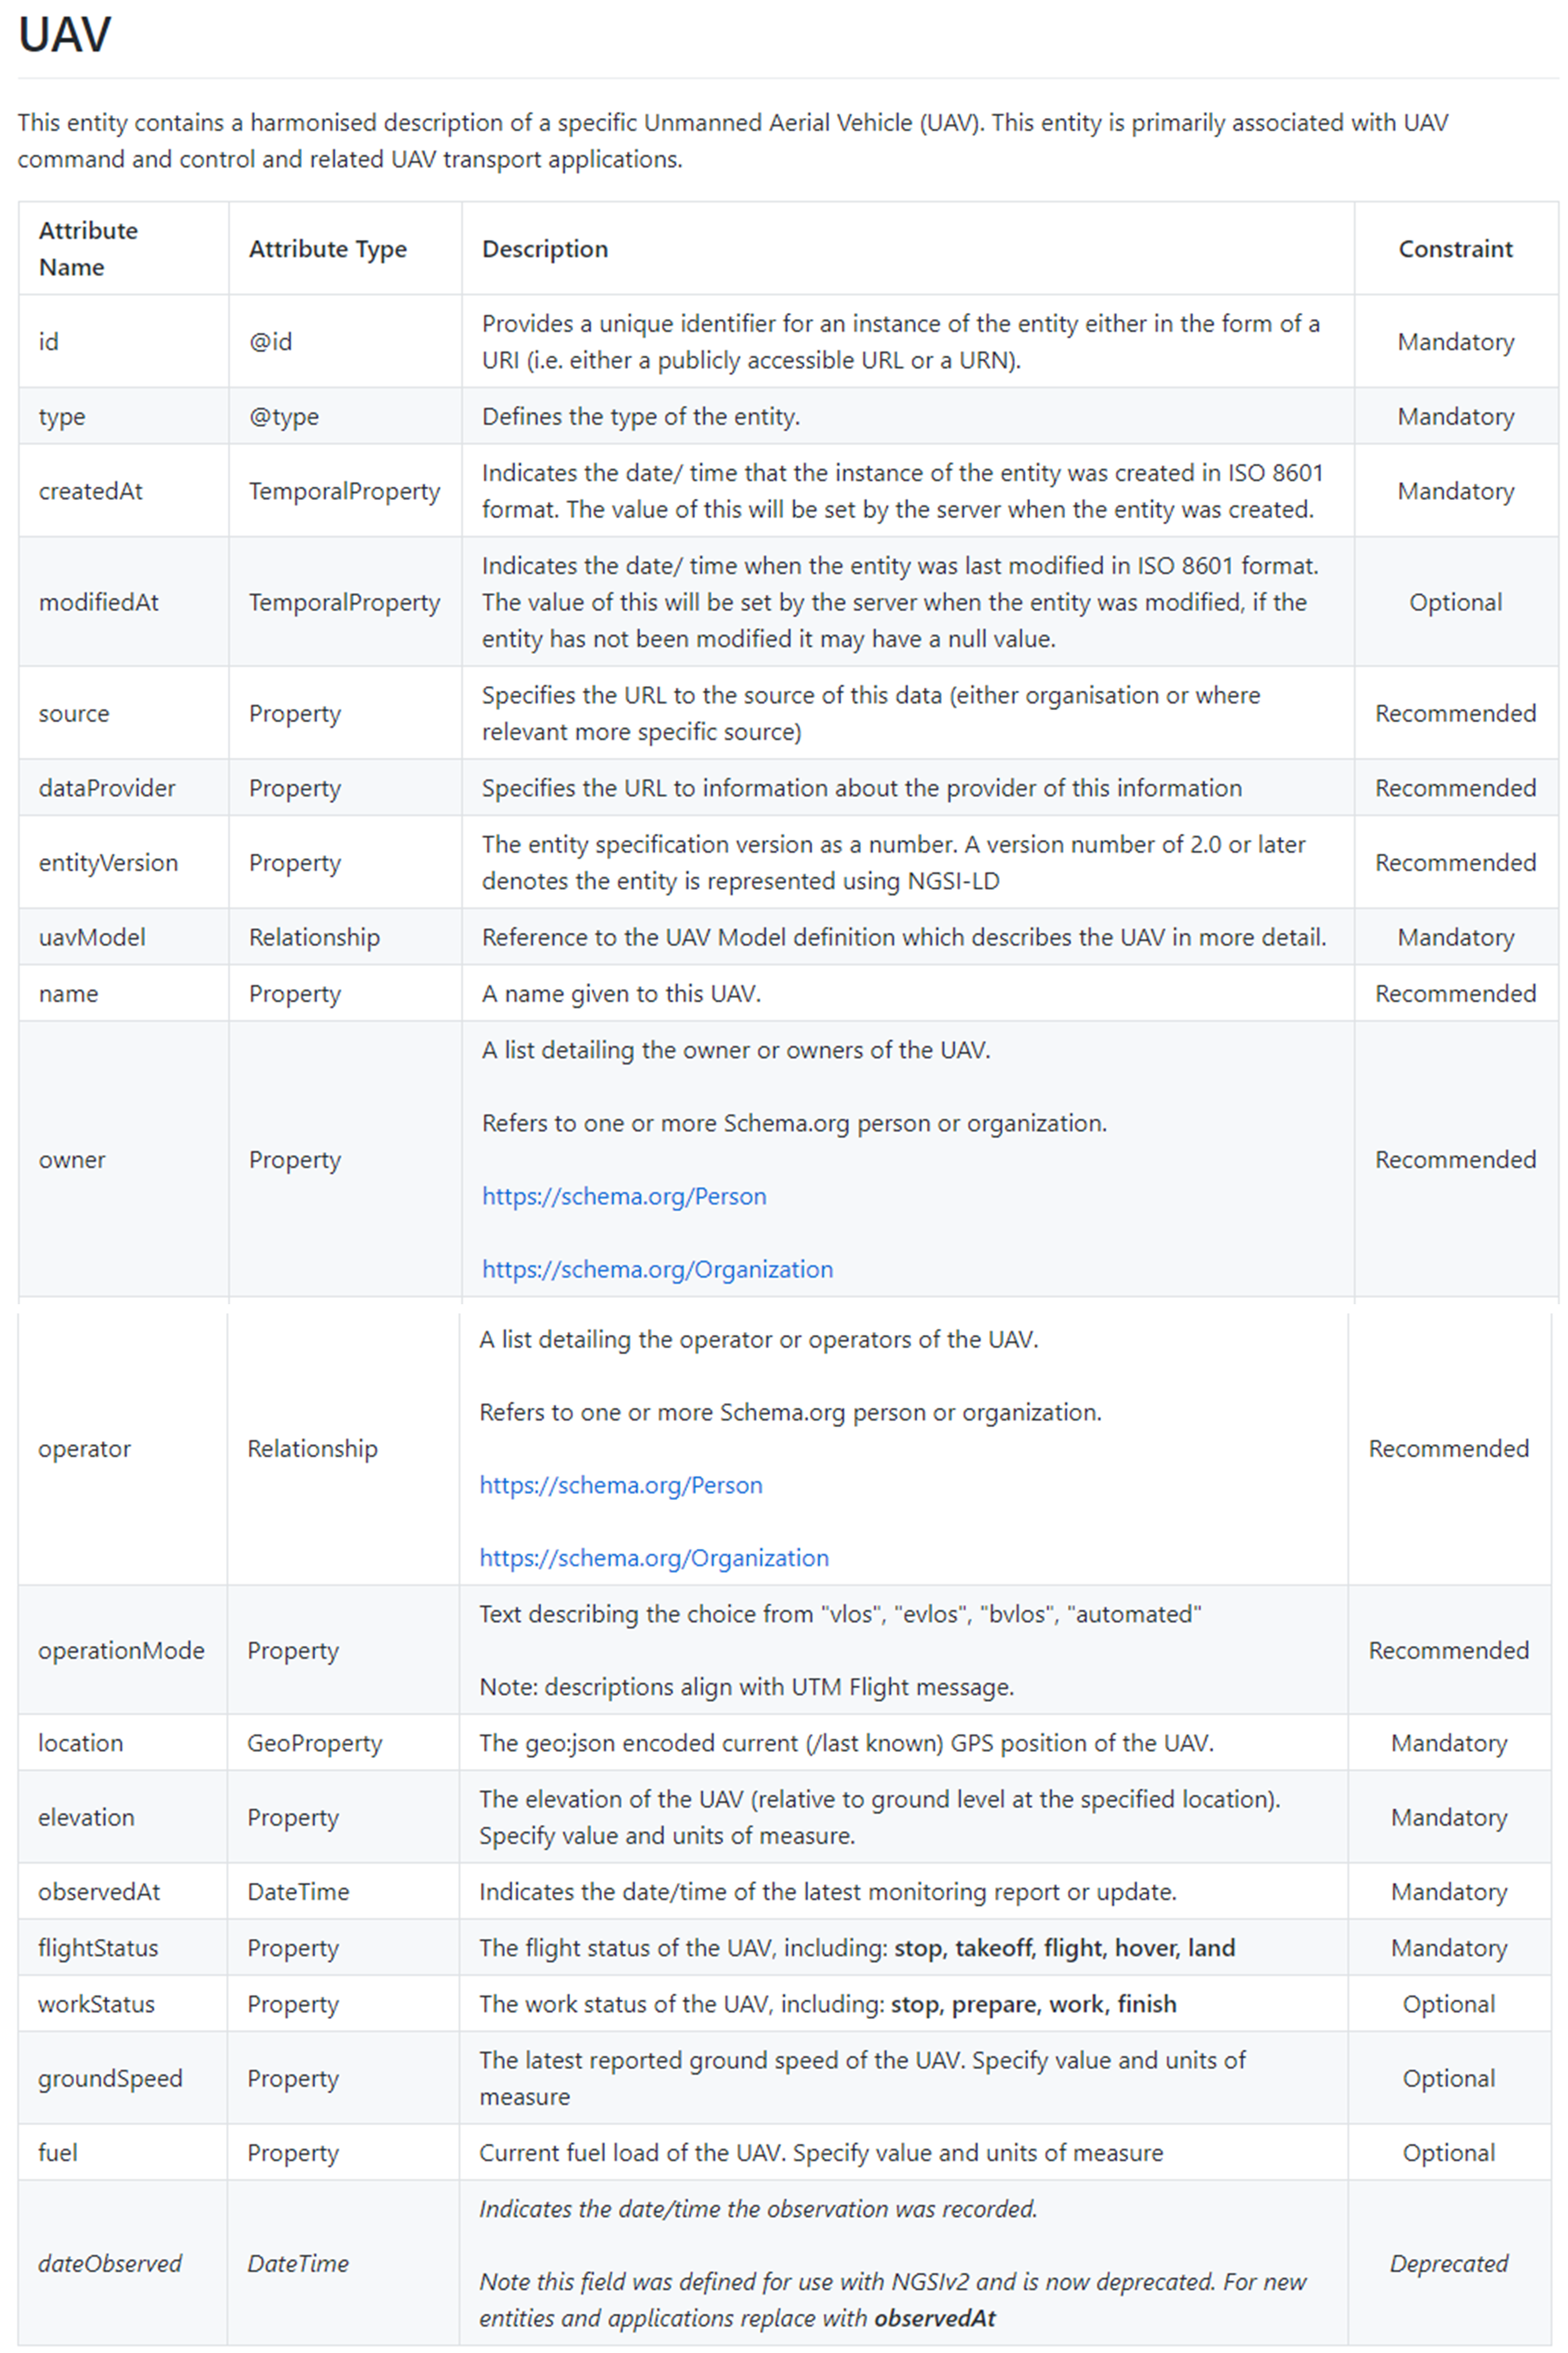 UAV
This entity contains a harmonised description of a specific Unmanned Aerial Vehicle (UAV). This entity is primarily associated with UAV
command and control and related UAV transport applications.
Attribute
Name
Attribute Type
Description
Constraint
id
@id
Provides a unique identifier for an instance of the entity either in the form of a
URI (i.e. either a publicly accessible URL or a URN).
Mandatory
type
@type
Defines the type of the entity.
Mandatory
createdAt
TemporalProperty
Indicates the date/ time that the instance of the entity was created in ISO 8601
format. The value of this will be set by the server when the entity was created.
Mandatory
modifiedAt
TemporalProperty
Indicates the date/ time when the entity was last modified in ISO 8601 format.
The value of this will be set by the server when the entity was modified, if the
entity has not been modified it may have a null value.
Optional
source
Property
Specifies the URL to the source of this data (either organisation or where
relevant more specific source)
Recommended
dataProvider
Property
Specifies the URL to information about the provider of this information
Recommended
entityVersion
Property
The entity specification version as a number. A version number of 2.0 or later
denotes the entity is represented using NGSI-LD
Recommended
uavModel
Relationship
Reference to the UAV Model definition which describes the UAV in more detail.
Mandatory
name
Property
A name given to this UAV.
Recommended
owner
Property
A list detailing the owner or owners of the UAV.
Refers to one or more Schema.org person or organization.
https://schema.org/Person
https://schema.org/Organization
Recommended
operator
Relationship
A list detailing the operator or operators of the UAV.
Refers to one or more Schema.org person or organization.
https://schema.org/Person
https://schema.org/Organization
Recommended
operationMode
Property
Text describing the choice from "vlos", "evlos", "bvlos", "automated"
Note: descriptions align with UTM Flight message.
Recommended
location
GeoProperty
The geo:json encoded current (/last known) GPS position of the UAV.
Mandatory
elevation
Property
The elevation of the UAV (relative to ground level at the specified location).
Specify value and units of measure.
Mandatory
observedAt
DateTime
Indicates the date/time of the latest monitoring report or update.
Mandatory
flightStatus
Property
The flight status of the UAV, including: stop, takeoff, flight, hover, land
Mandatory
workStatus
Property
The work status of the UAV, including: stop, prepare, work, finish
Optional
groundSpeed
Property
The latest reported ground speed of the UAV. Specify value and units of
measure
Optional
fuel
Property
Current fuel load of the UAV. Specify value and units of measure
Optional
dateObserved
DateTime
Indicates the date/time the observation was recorded.
Note this field was defined for use with NGSIv2 and is now deprecated. For new
entities and applications replace with observedAt
Deprecated